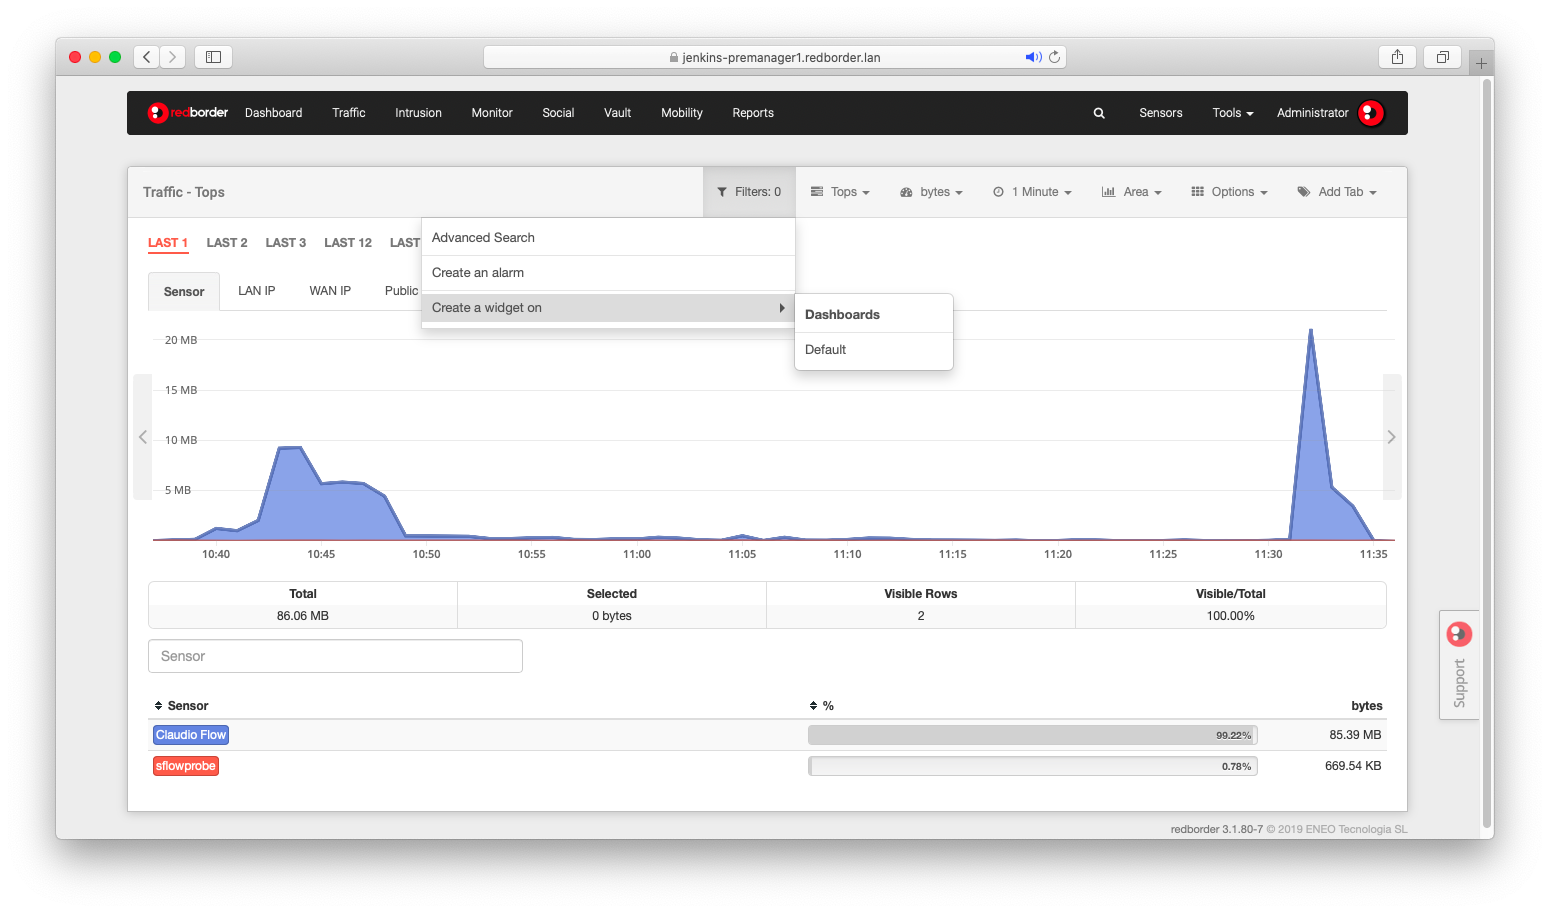 jenkins-premanager1.redborder.lan
redborder Dashboard Traffic Intrusion Monitor Social Vault Mobility Reports Sensors Tools Administrator
Traffic - Tops Filters: 0 Tops bytes 1 Minute Area Options Add Tab
LAST 1 LAST 2 LAST 3 LAST 12 LAST
Advanced Search
Create an alarm
Create a widget on
Dashboards
Default
Sensor LAN IP WAN IP Public
20 MB
15 MB
10 MB
5 MB
10:40 10:45 10:50 10:55 11:00 11:05 11:10 11:15 11:20 11:25 11:30 11:35
Total Selected Visible Rows Visible/Total
86.06 MB 0 bytes 2 100.00%
Sensor
Sensor % bytes
Claudio Flow 99.22% 85.39 MB
sflowprobe 0.78% 669.54 KB
Support
redborder 3.1.80-7 © 2019 ENEO Tecnologia SL